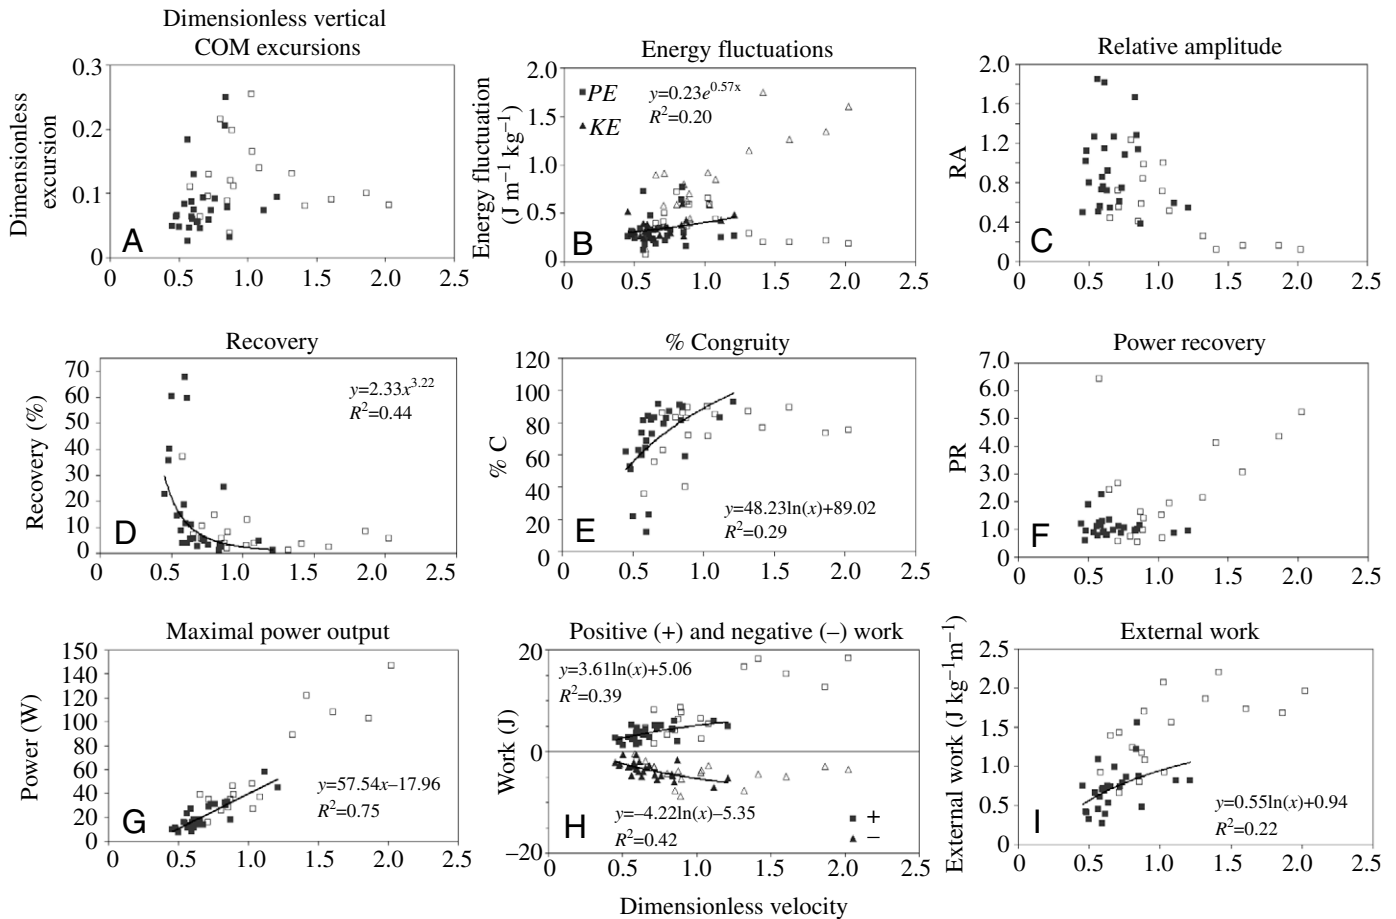 Dimensionless vertical
COM excursions
Dimensionless
excursion
0.3
0.2
0.1
0
A
0 0.5 1.0 1.5 2.0 2.5
Energy fluctuations
Energy fluctuation
(J m⁻¹ kg⁻¹)
2.0
1.5
1.0
0.5
0
PE
KE
y=0.23e^0.57x
R²=0.20
B
0 0.5 1.0 1.5 2.0 2.5
Relative amplitude
RA
2.0
1.6
1.2
0.8
0.4
0
C
0 0.5 1.0 1.5 2.0 2.5
Recovery
Recovery (%)
70
60
50
40
30
20
10
0
y=2.33x^3.22
R²=0.44
D
0 0.5 1.0 1.5 2.0 2.5
% Congruity
% C
120
100
80
60
40
20
0
y=48.23ln(x)+89.02
R²=0.29
E
0 0.5 1.0 1.5 2.0 2.5
Power recovery
PR
7.0
6.0
5.0
4.0
3.0
2.0
1.0
0
F
0 0.5 1.0 1.5 2.0 2.5
Maximal power output
Power (W)
150
140
120
100
80
60
40
20
0
y=57.54x–17.96
R²=0.75
G
0 0.5 1.0 1.5 2.0 2.5
Positive (+) and negative (–) work
Work (J)
20
0
–20
y=3.61ln(x)+5.06
R²=0.39
y=–4.22ln(x)–5.35
R²=0.42
+
–
H
0 0.5 1.0 1.5 2.0 2.5
External work
External work (J kg⁻¹m⁻¹)
2.5
2.0
1.5
1.0
0.5
0
y=0.55ln(x)+0.94
R²=0.22
I
0 0.5 1.0 1.5 2.0 2.5
Dimensionless velocity